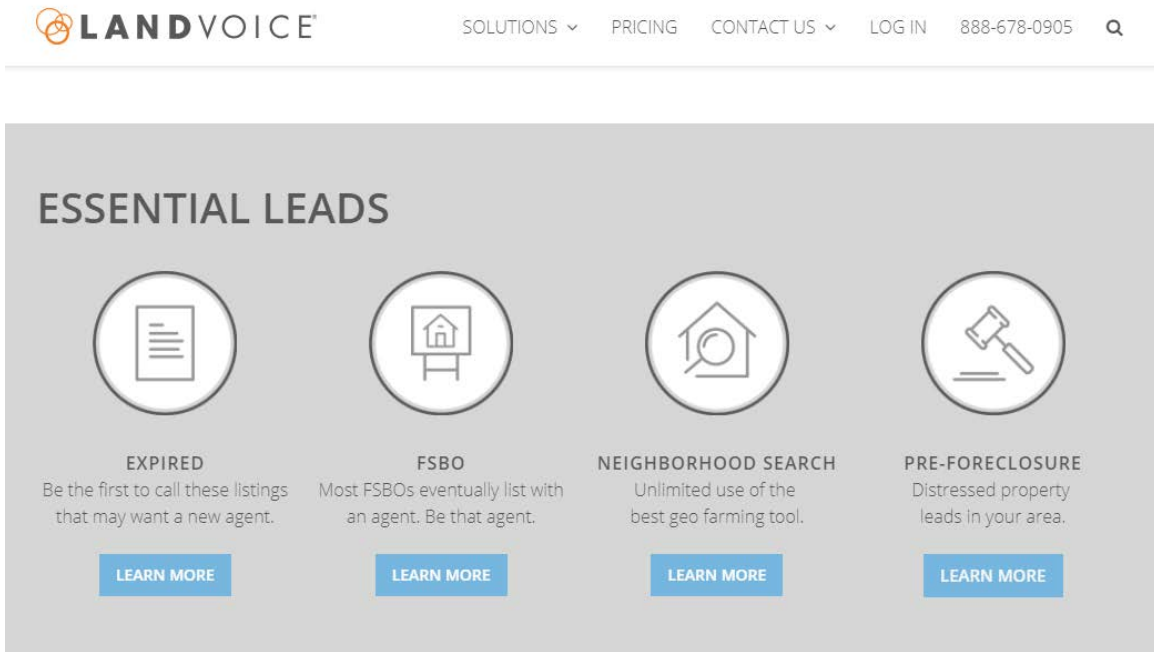 LANDVOICE®
SOLUTIONS PRICING CONTACT US LOG IN 888-678-0905
ESSENTIAL LEADS
EXPIRED
Be the first to call these listings
that may want a new agent.
LEARN MORE
FSBO
Most FSBOs eventually list with
an agent. Be that agent.
LEARN MORE
NEIGHBORHOOD SEARCH
Unlimited use of the
best geo farming tool.
LEARN MORE
PRE-FORECLOSURE
Distressed property
leads in your area.
LEARN MORE